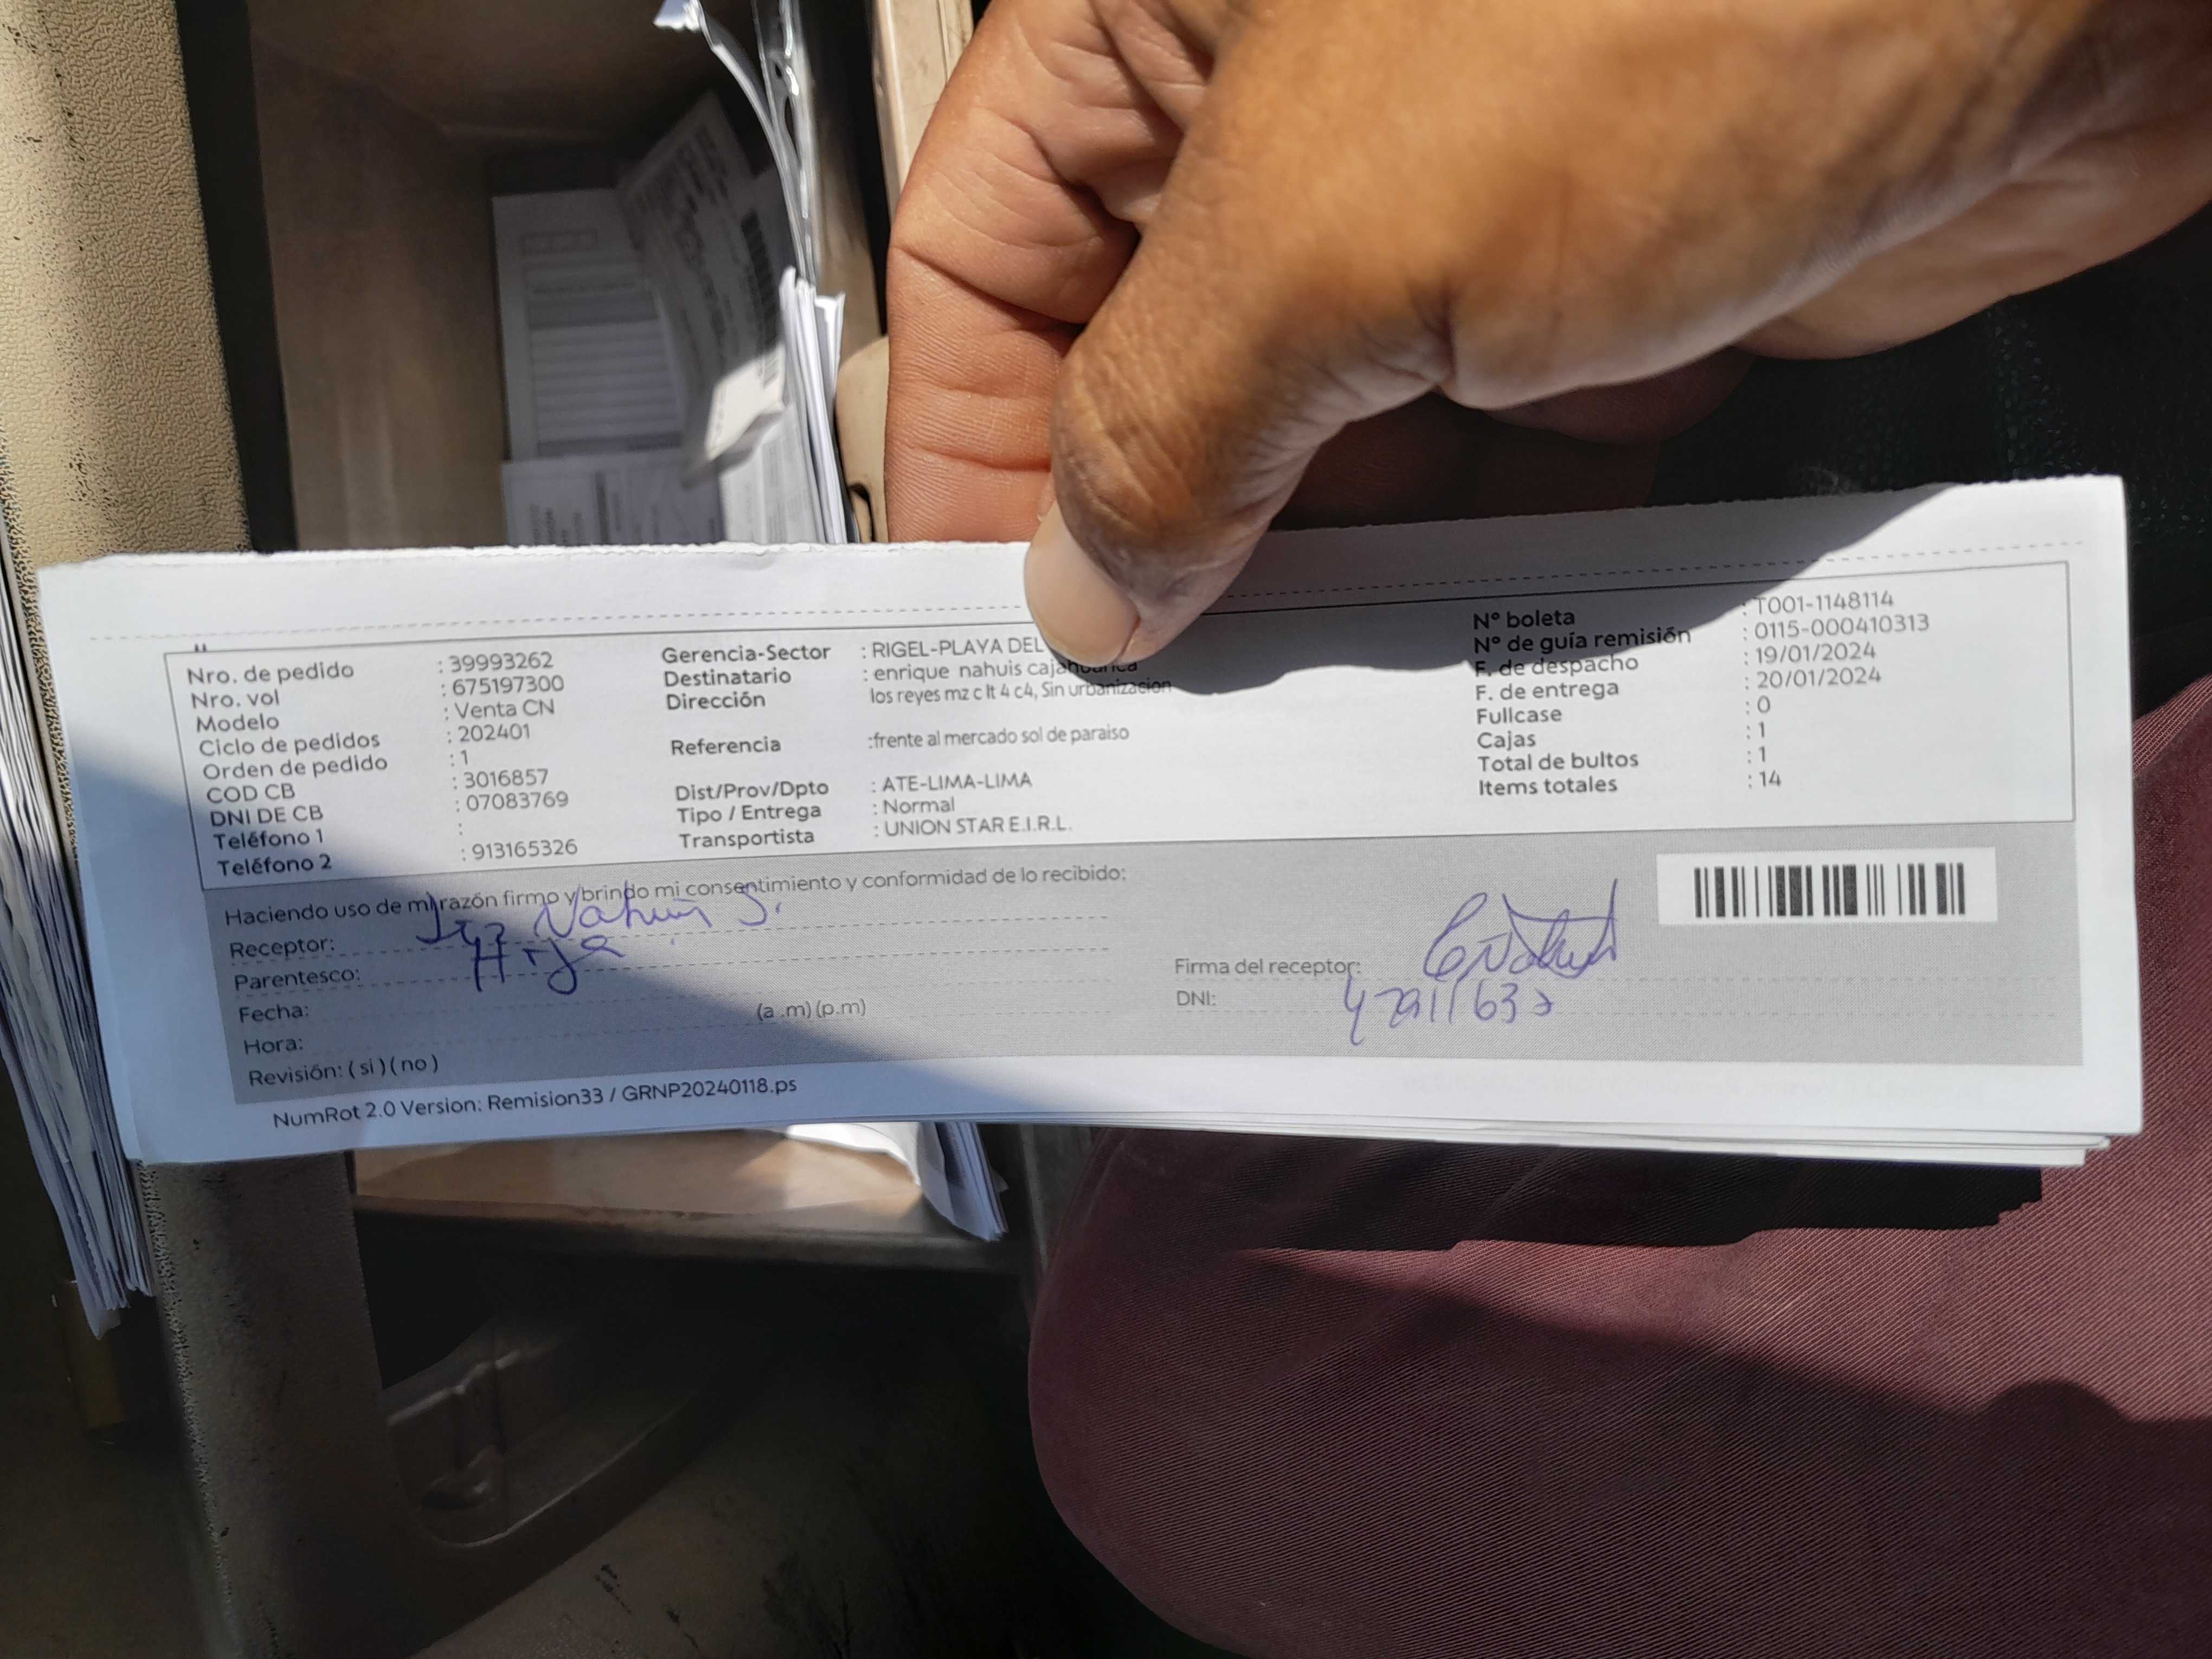 Nro. de pedido : 39993262
Nro. vol : 675197300
Modelo : Venta CN
Ciclo de pedidos : 202401
Orden de pedido : 1
COD CB : 3016857
DNI DE CB : 07083769
Teléfono 1 :
Teléfono 2 : 913165326
Gerencia-Sector : RIGEL-PLAYA DEL
Destinatario : enrique nahuis cajahuanca
Dirección los reyes mz c lt 4 c4, Sin urbanizacion
Referencia :frente al mercado sol de paraiso
Dist/Prov/Dpto : ATE-LIMA-LIMA
Tipo / Entrega : Normal
Transportista : UNION STAR E.I.R.L.
Nº boleta : T001-1148114
Nº de guía remisión : 0115-000410313
F. de despacho : 19/01/2024
F. de entrega : 20/01/2024
Fullcase : 0
Cajas : 1
Total de bultos : 1
Items totales : 14
Haciendo uso de mi razón firmo y brindo mi consentimiento y conformidad de lo recibido:
Receptor: Nahuis S.
Parentesco: Hija
Fecha:
Hora: (a .m) (p.m)
Revisión: ( si ) ( no )
Firma del receptor:
DNI:
NumRot 2.0 Version: Remision33 / GRNP20240118.ps